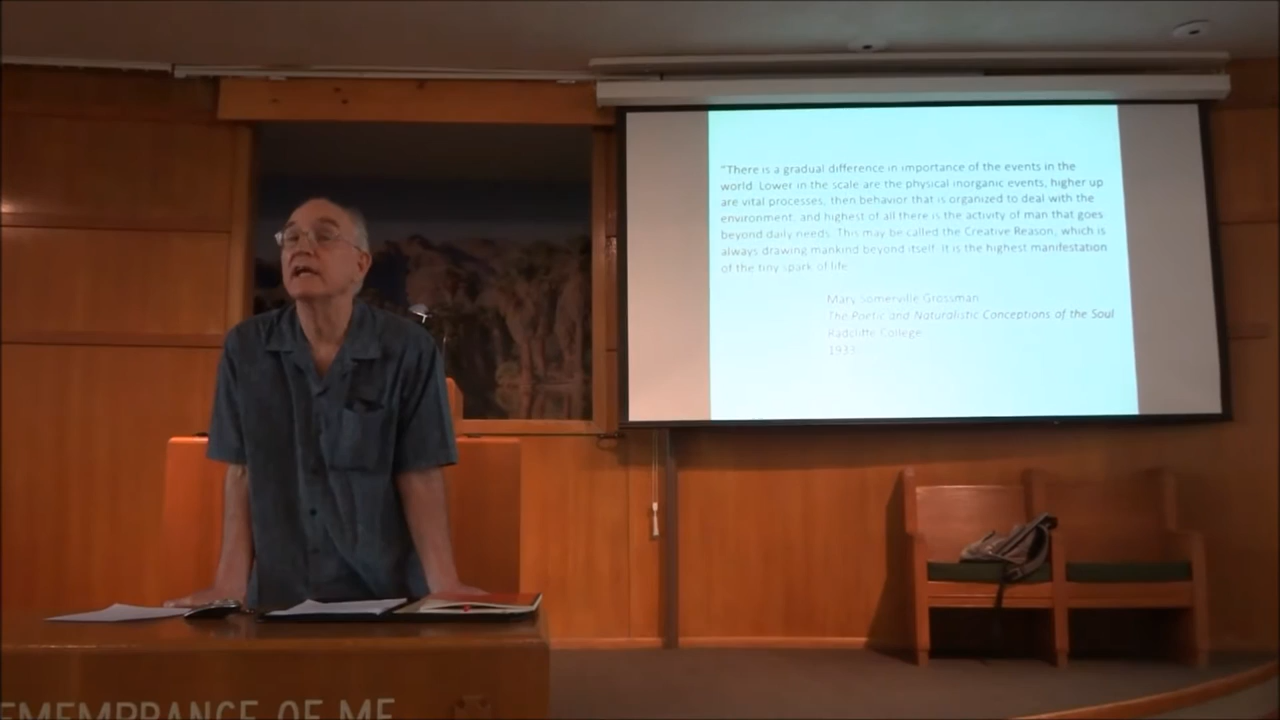 "There is a gradual difference in importance of the events in the
world. Lower in the scale are the physical inorganic events, higher up
are vital processes, then behavior that is organized to deal with the
environment, and highest of all there is the activity of man that goes
beyond daily needs. This may be called the Creative Reason, which is
always drawing mankind beyond itself. It is the highest manifestation
of the tiny spark of life.
Mary Somerville Grossman
The Poetic and Naturalistic Conceptions of the Soul
Radcliffe College
1933
EMEMBRANCE OF ME